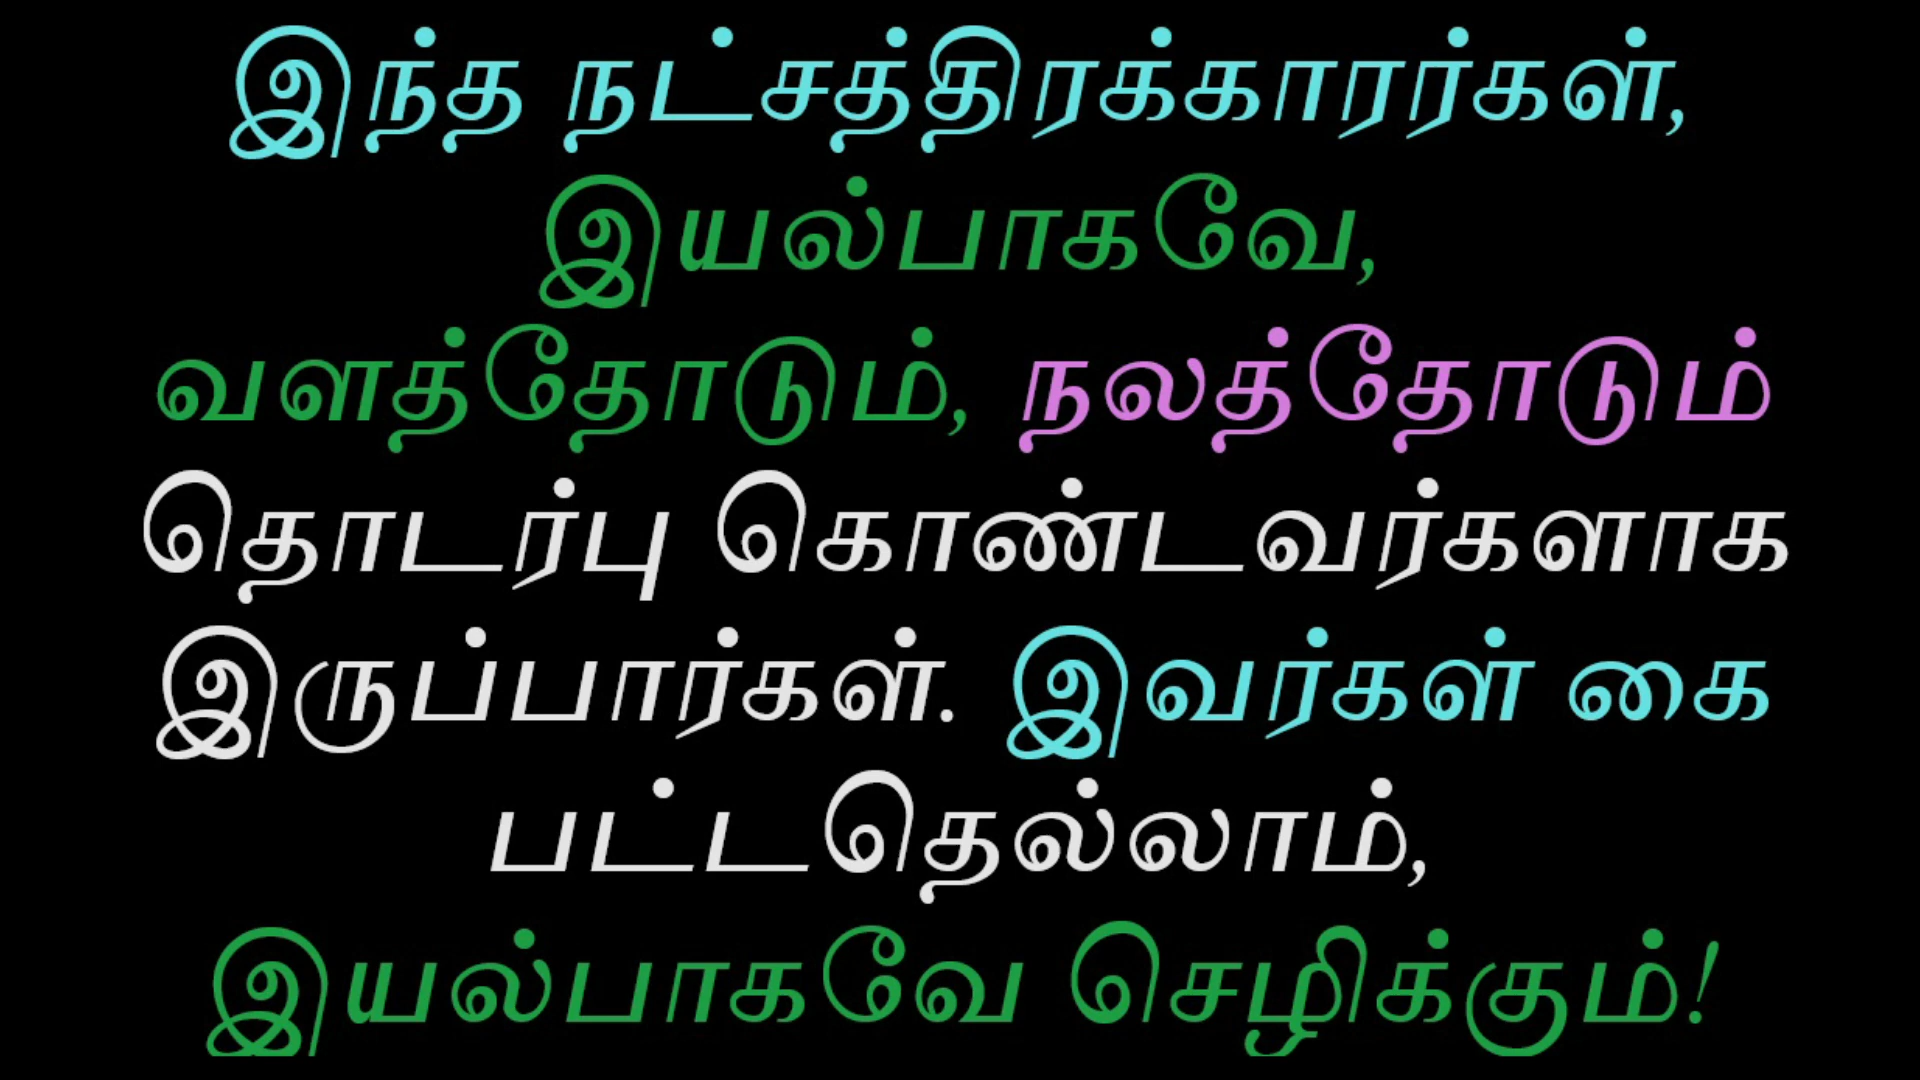 இந்த நட்சத்திரக்காரர்கள்,
இயல்பாகவே,
வளத்தோடும், நலத்தோடும்
தொடர்பு கொண்டவர்களாக
இருப்பார்கள். இவர்கள் கை
பட்டதெல்லாம்,
இயல்பாகவே செழிக்கும்!